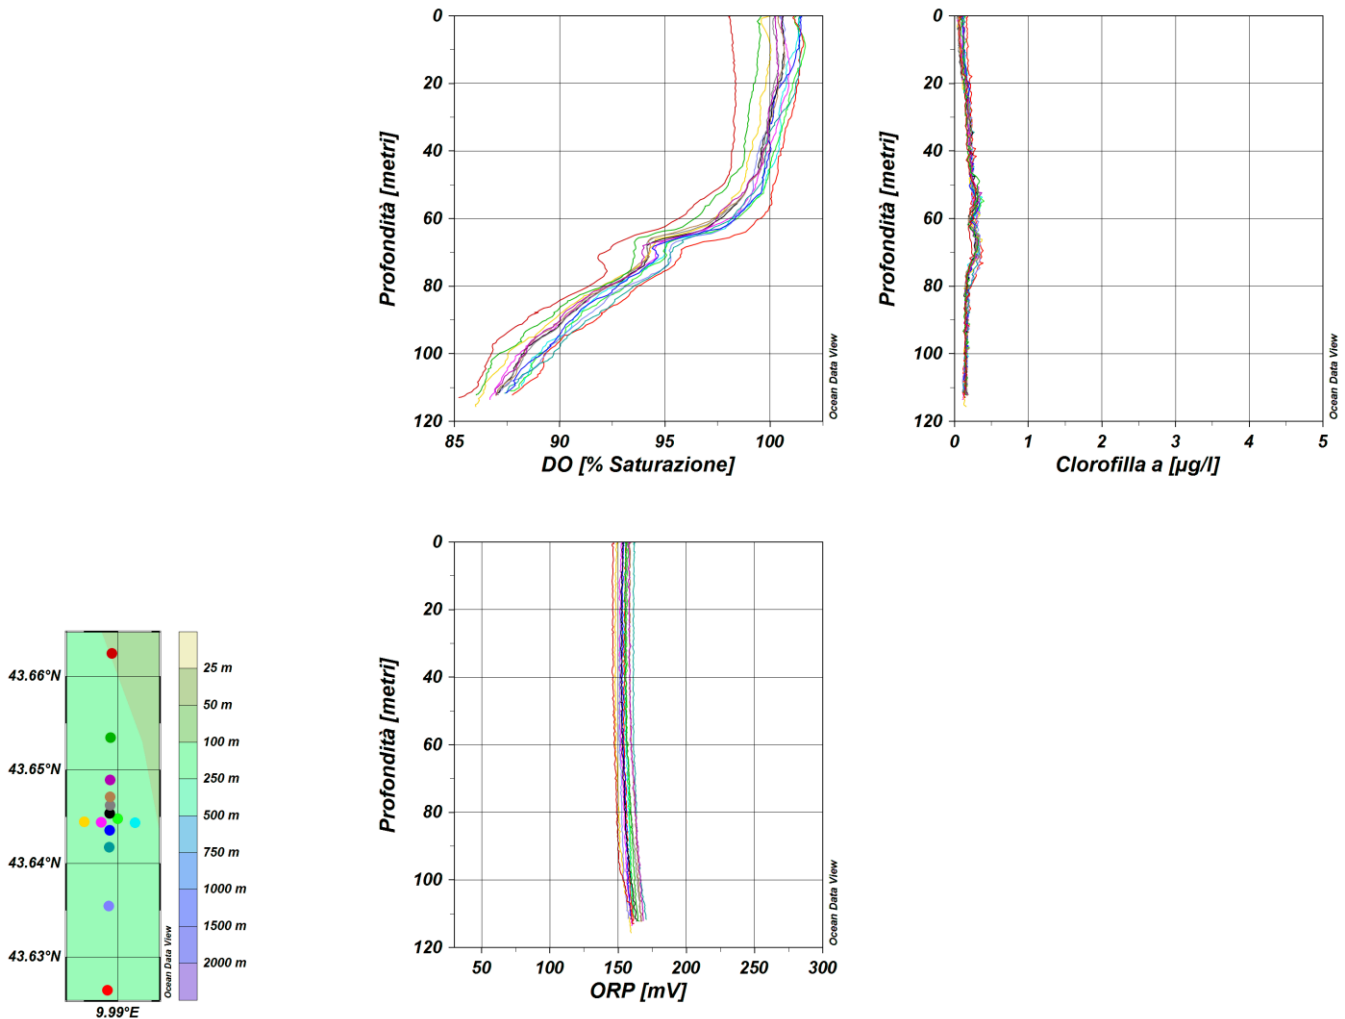 0
20
40
60
80
100
120
85
90
95
100
Profondità [metri]
DO [% Saturazione]
Ocean Data View
0
20
40
60
80
100
120
0
1
2
3
4
5
Profondità [metri]
Clorofilla a [µg/l]
Ocean Data View
0
20
40
60
80
100
120
50
100
150
200
250
300
Profondità [metri]
ORP [mV]
Ocean Data View
43.66°N
43.65°N
43.64°N
43.63°N
9.99°E
Ocean Data View
25 m
50 m
100 m
250 m
500 m
750 m
1000 m
1500 m
2000 m